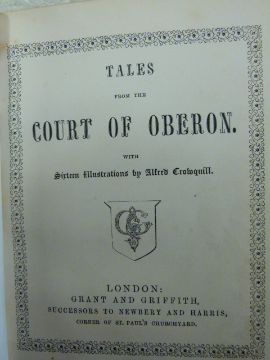 TALES
FROM THE
COURT OF OBERON.
WITH
Sixteen Illustrations by Alfred Crowquill.
LONDON:
GRANT AND GRIFFITH,
SUCCESSORS TO NEWBERY AND HARRIS,
CORNER OF ST. PAUL'S CHURCHYARD.